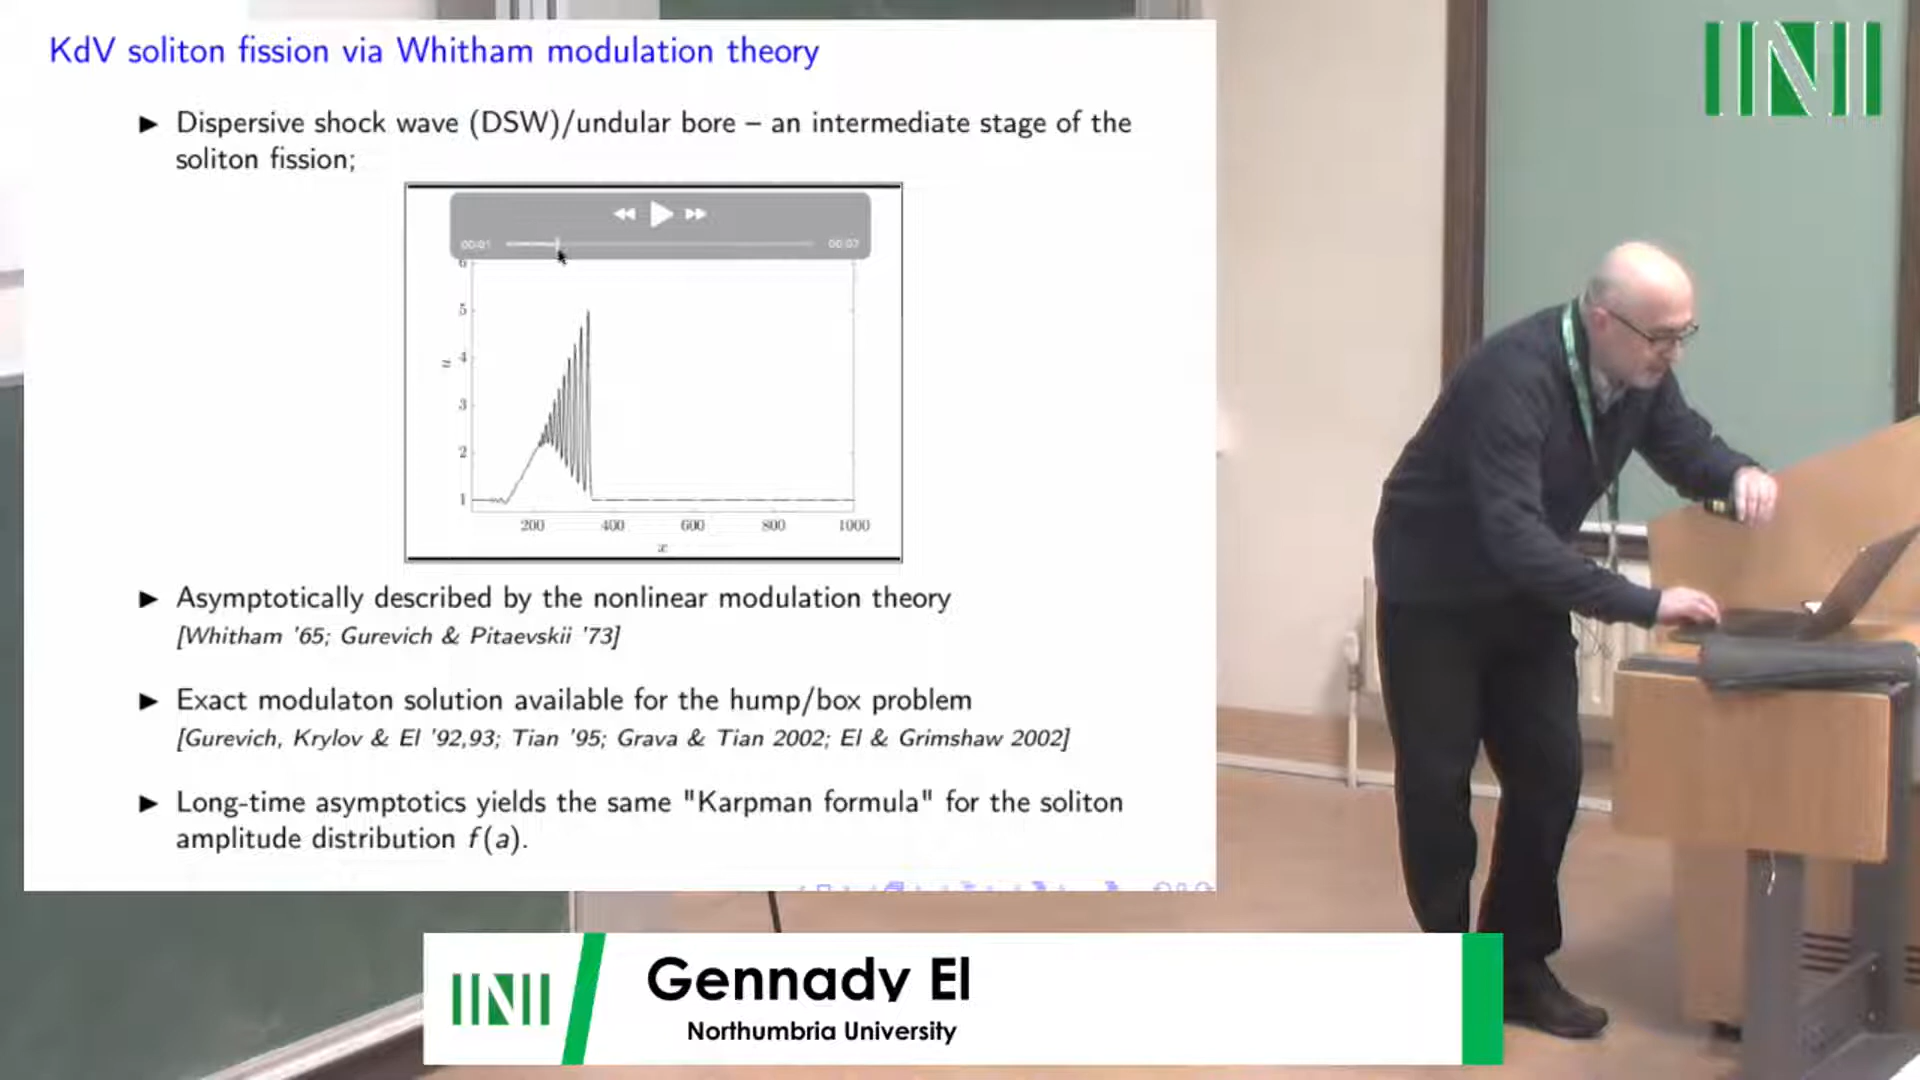 KdV soliton fission via Whitham modulation theory
▶ Dispersive shock wave (DSW)/undular bore – an intermediate stage of the
soliton fission;
00:01
00:07
6
5
4
3
2
1
u
200 400 600 800 1000
x
▶ Asymptotically described by the nonlinear modulation theory
[Whitham '65; Gurevich & Pitaevskii '73]
▶ Exact modulaton solution available for the hump/box problem
[Gurevich, Krylov & El '92,93; Tian '95; Grava & Tian 2002; El & Grimshaw 2002]
▶ Long-time asymptotics yields the same "Karpman formula" for the soliton
amplitude distribution f(a).
INI
INI
Gennady El
Northumbria University